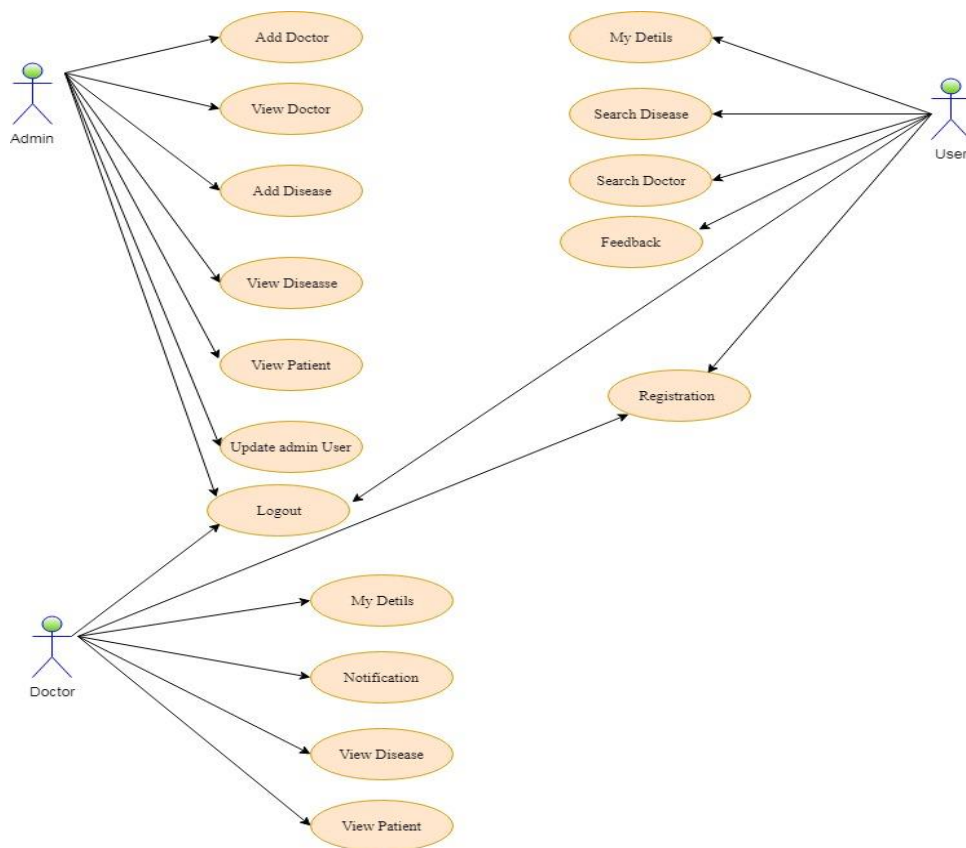 Add Doctor
My Detils
Admin
View Doctor
Search Disease
User
Add Disease
Search Doctor
Feedback
View Diseasse
View Patient
Registration
Update admin User
Logout
My Detils
Doctor
Notification
View Disease
View Patient